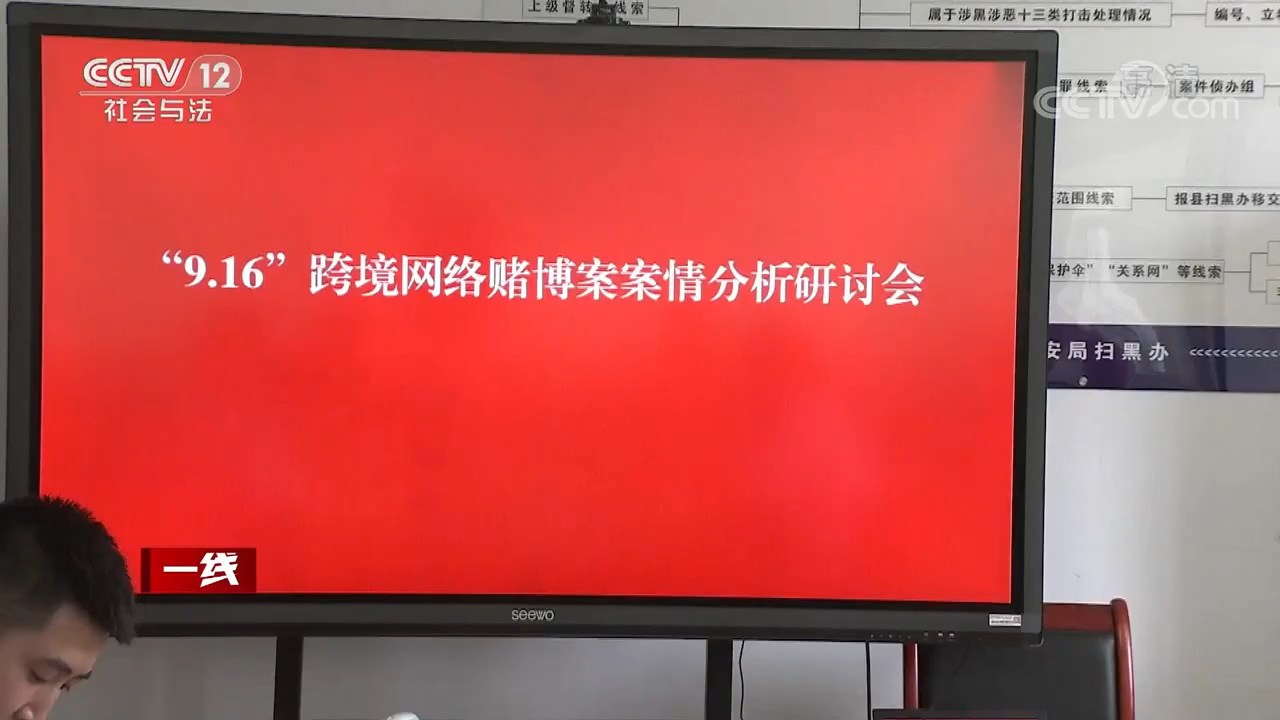 上级督转 线索
属于涉黑涉恶十三类打击处理情况
编号、立
CCTV 12
社会与法
罪线索
案件侦办组
高清
CCTV com
范围线索
报县扫黑办移交
“9.16”跨境网络赌博案案情分析研讨会
护伞”“关系网”等线索
安局扫黑办 <<<<<<<<<<<
一线
seewo